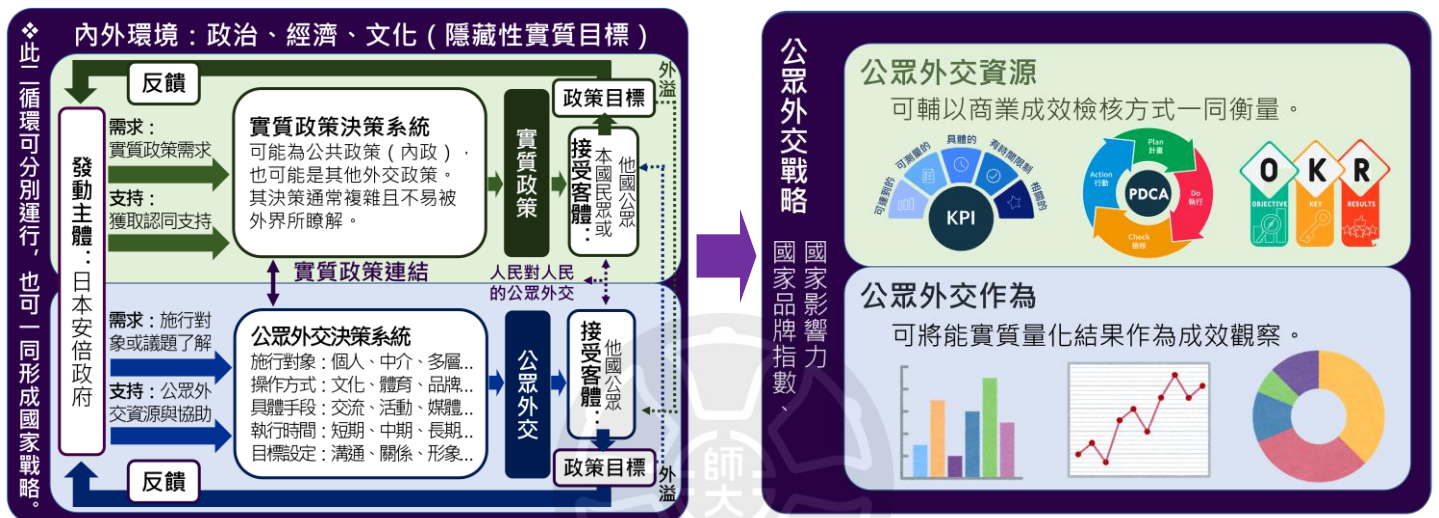 ❖此二循環可分別運行，也可一同形成國家戰略。
內外環境：政治、經濟、文化（隱藏性實質目標）
反饋
外溢
政策目標
發動主體：日本安倍政府
需求：
實質政策需求
支持：
獲取認同支持
實質政策決策系統
可能為公共政策（內政），
也可能是其他外交政策。
其決策通常複雜且不易被
外界所瞭解。
實質政策
接受客體：
本國民眾或
他國公眾
實質政策連結
人民對人民
的公眾外交
需求：施行對
象或議題了解
支持：公眾外
交資源與協助
公眾外交決策系統
施行對象：個人、中介、多層…
操作方式：文化、體育、品牌…
具體手段：交流、活動、媒體…
執行時間：短期、中期、長期…
目標設定：溝通、關係、形象…
公眾外交
接受客體：
他國公眾
政策目標
外溢
反饋
師大
公眾外交戰略
國家品牌指數、
國家影響力
公眾外交資源
可輔以商業成效檢核方式一同衡量。
可達到的
可測量的
具體的
有時間限制
相關的
KPI
Plan
計畫
Do
執行
Check
檢核
Action
行動
PDCA
O K R
OBJECTIVE KEY RESULTS
公眾外交作為
可將能實質量化結果作為成效觀察。